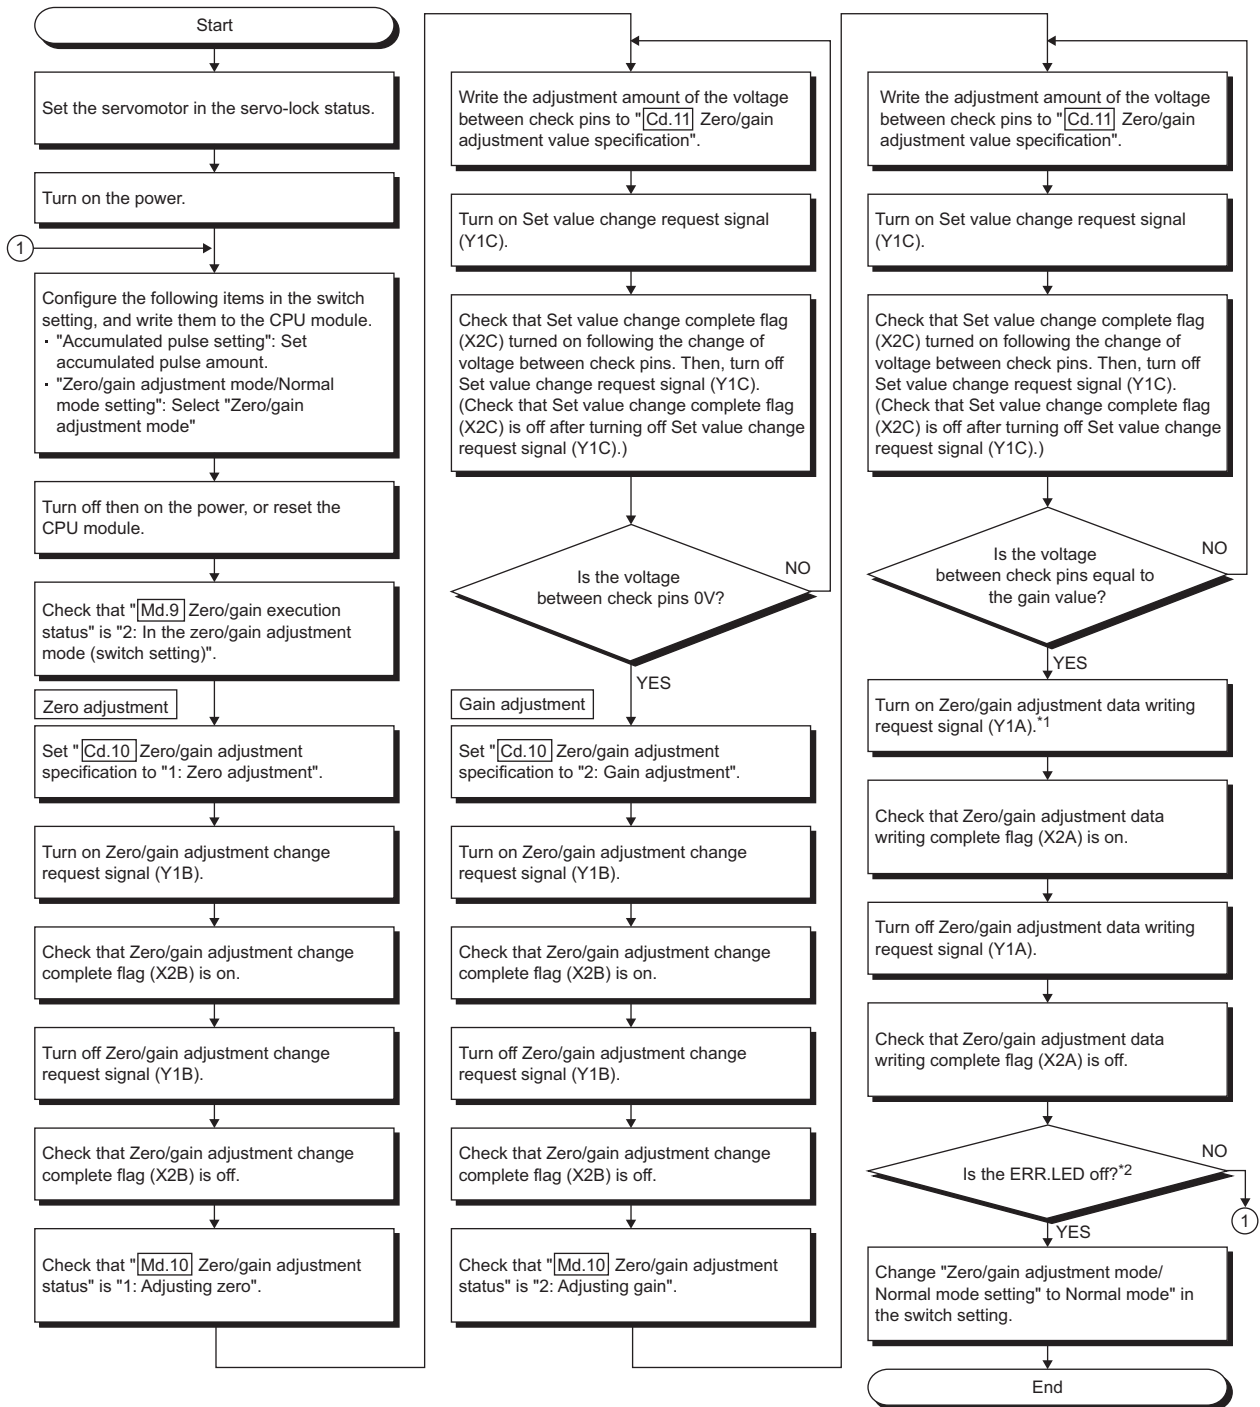 Start
Set the servomotor in the servo-lock status.
Turn on the power.
1
Configure the following items in the switch
setting, and write them to the CPU module.
· "Accumulated pulse setting": Set
accumulated pulse amount.
· "Zero/gain adjustment mode/Normal
mode setting": Select "Zero/gain
adjustment mode"
Turn off then on the power, or reset the
CPU module.
Check that "Md.9 Zero/gain execution
status" is "2: In the zero/gain adjustment
mode (switch setting)".
Zero adjustment
Set "Cd.10 Zero/gain adjustment
specification to "1: Zero adjustment".
Turn on Zero/gain adjustment change
request signal (Y1B).
Check that Zero/gain adjustment change
complete flag (X2B) is on.
Turn off Zero/gain adjustment change
request signal (Y1B).
Check that Zero/gain adjustment change
complete flag (X2B) is off.
Check that "Md.10 Zero/gain adjustment
status" is "1: Adjusting zero".
Write the adjustment amount of the voltage
between check pins to "Cd.11 Zero/gain
adjustment value specification".
Turn on Set value change request signal
(Y1C).
Check that Set value change complete flag
(X2C) turned on following the change of
voltage between check pins. Then, turn off
Set value change request signal (Y1C).
(Check that Set value change complete flag
(X2C) is off after turning off Set value change
request signal (Y1C).)
Is the voltage
between check pins 0V?
NO
YES
Gain adjustment
Set "Cd.10 Zero/gain adjustment
specification to "2: Gain adjustment".
Turn on Zero/gain adjustment change
request signal (Y1B).
Check that Zero/gain adjustment change
complete flag (X2B) is on.
Turn off Zero/gain adjustment change
request signal (Y1B).
Check that Zero/gain adjustment change
complete flag (X2B) is off.
Check that "Md.10 Zero/gain adjustment
status" is "2: Adjusting gain".
Write the adjustment amount of the voltage
between check pins to "Cd.11 Zero/gain
adjustment value specification".
Turn on Set value change request signal
(Y1C).
Check that Set value change complete flag
(X2C) turned on following the change of
voltage between check pins. Then, turn off
Set value change request signal (Y1C).
(Check that Set value change complete flag
(X2C) is off after turning off Set value change
request signal (Y1C).)
Is the voltage
between check pins equal to
the gain value?
NO
YES
Turn on Zero/gain adjustment data writing
request signal (Y1A).*1
Check that Zero/gain adjustment data
writing complete flag (X2A) is on.
Turn off Zero/gain adjustment data writing
request signal (Y1A).
Check that Zero/gain adjustment data
writing complete flag (X2A) is off.
Is the ERR.LED off?*2
NO
1
YES
Change "Zero/gain adjustment mode/
Normal mode setting" to Normal mode" in
the switch setting.
End